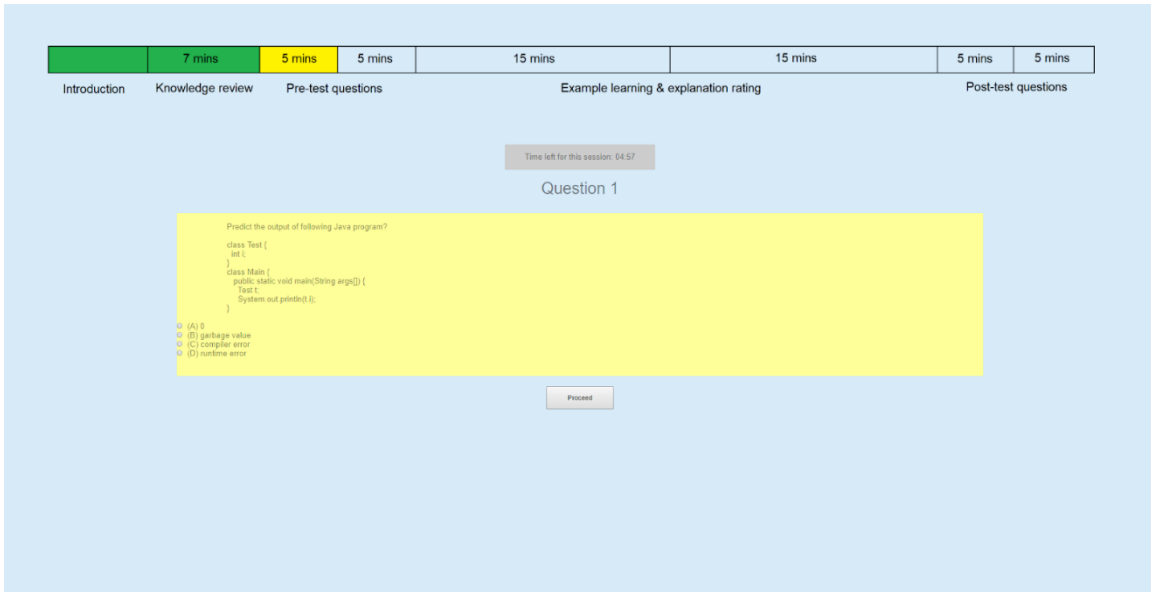 7 mins
5 mins
5 mins
15 mins
15 mins
5 mins
5 mins
Introduction
Knowledge review
Pre-test questions
Example learning & explanation rating
Post-test questions
Time left for this session: 04:57
Question 1
Predict the output of following Java program?
class Test {
int i;
}
class Main {
public static void main(String args[]) {
Test t;
System.out.println(t.i);
}
(A) 0
(B) garbage value
(C) compiler error
(D) runtime error
Proceed